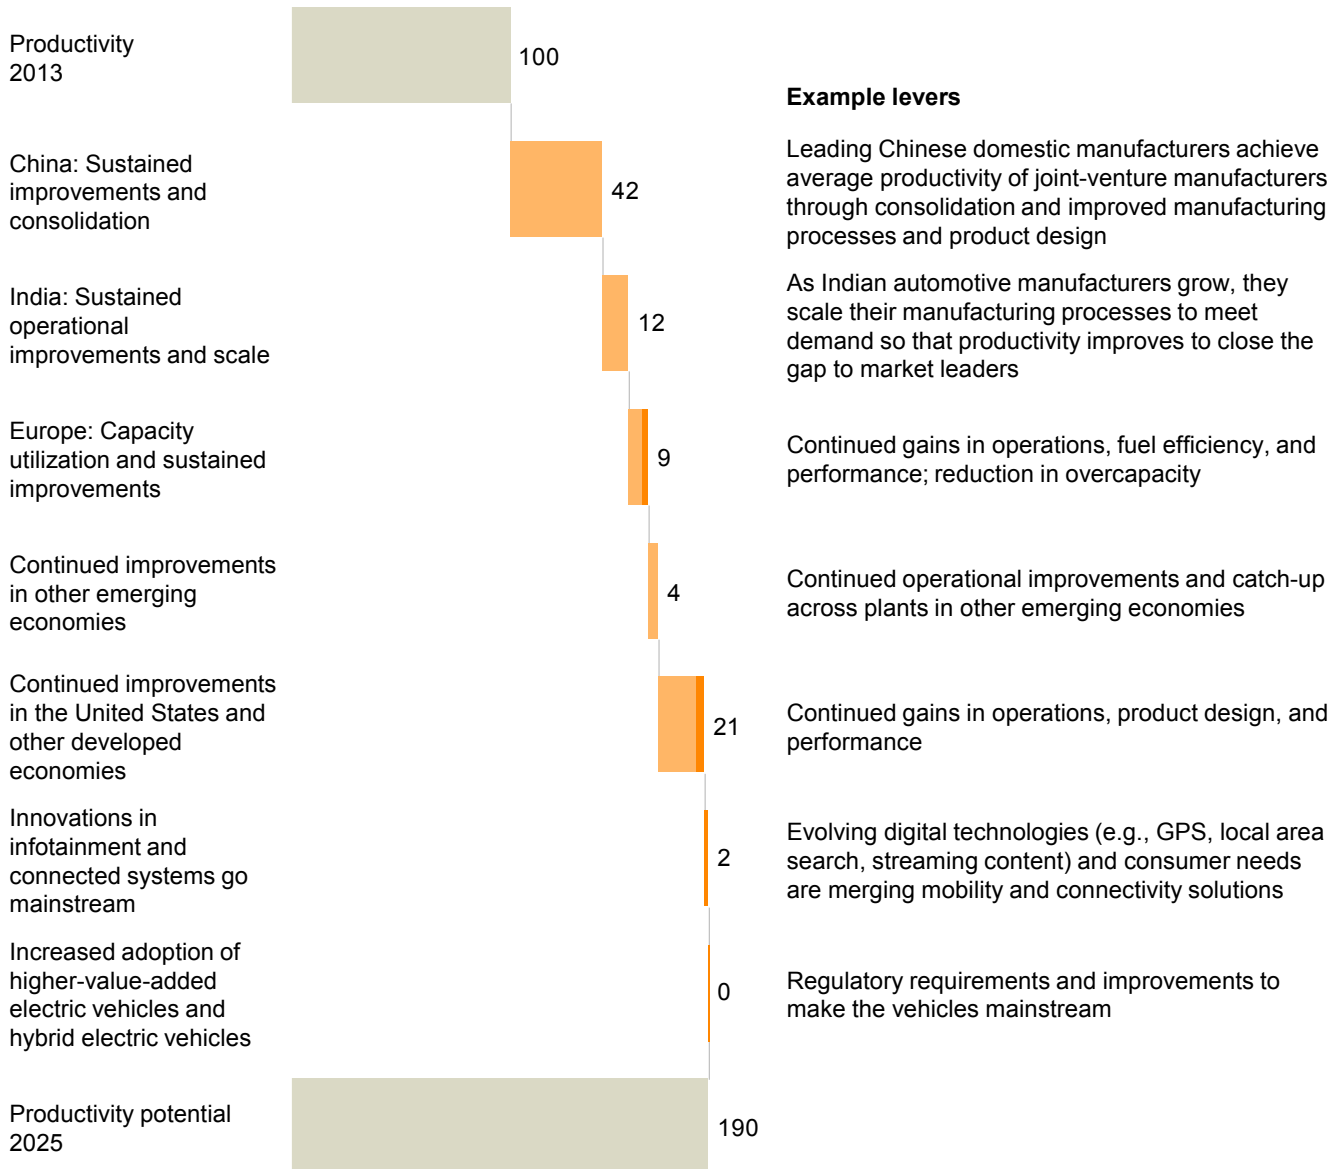 Productivity
2013
100
Example levers
China: Sustained
improvements and
consolidation
42
Leading Chinese domestic manufacturers achieve
average productivity of joint-venture manufacturers
through consolidation and improved manufacturing
processes and product design
India: Sustained
operational
improvements and scale
12
As Indian automotive manufacturers grow, they
scale their manufacturing processes to meet
demand so that productivity improves to close the
gap to market leaders
Europe: Capacity
utilization and sustained
improvements
9
Continued gains in operations, fuel efficiency, and
performance; reduction in overcapacity
Continued improvements
in other emerging
economies
4
Continued operational improvements and catch-up
across plants in other emerging economies
Continued improvements
in the United States and
other developed
economies
21
Continued gains in operations, product design, and
performance
Innovations in
infotainment and
connected systems go
mainstream
2
Evolving digital technologies (e.g., GPS, local area
search, streaming content) and consumer needs
are merging mobility and connectivity solutions
Increased adoption of
higher-value-added
electric vehicles and
hybrid electric vehicles
0
Regulatory requirements and improvements to
make the vehicles mainstream
Productivity potential
2025
190